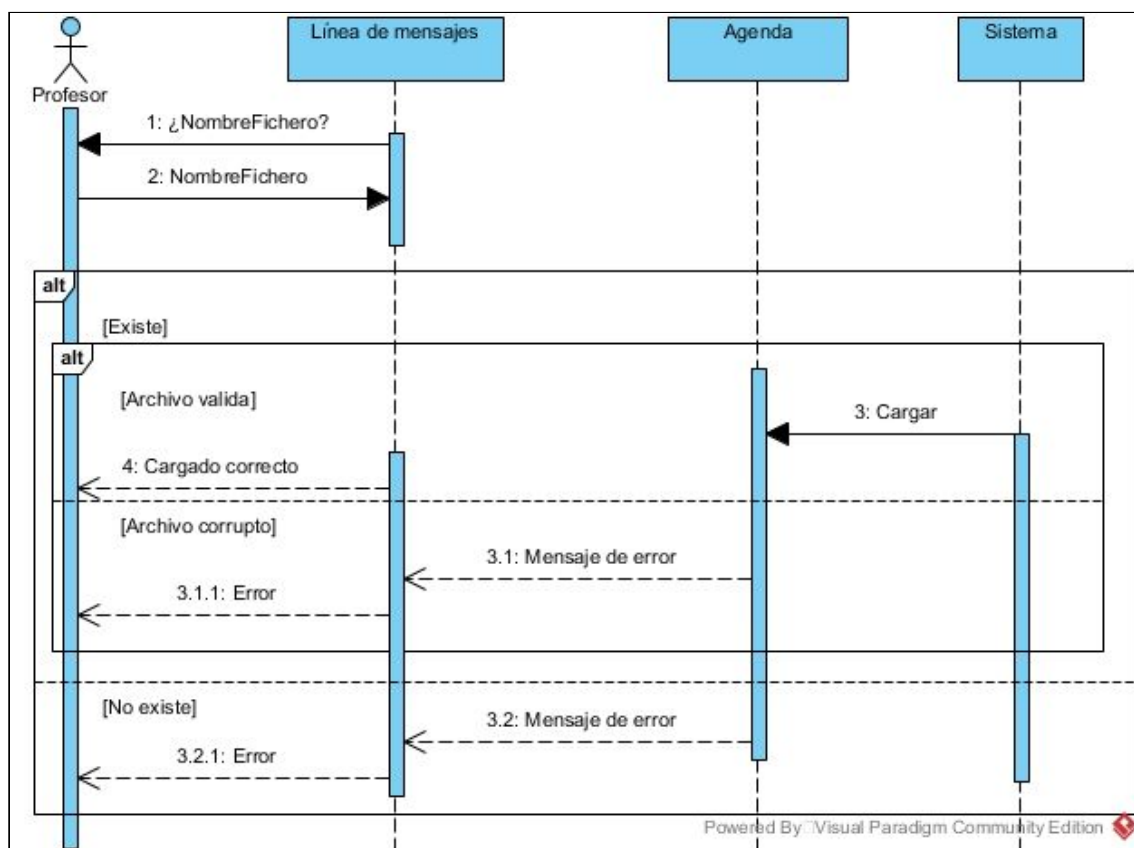 Línea de mensajes
Agenda
Sistema
Profesor
1: ¿NombreFichero?
2: NombreFichero
alt
[Existe]
alt
[Archivo valida]
3: Cargar
4: Cargado correcto
[Archivo corrupto]
3.1: Mensaje de error
3.1.1: Error
[No existe]
3.2: Mensaje de error
3.2.1: Error
Powered By Visual Paradigm Community Edition